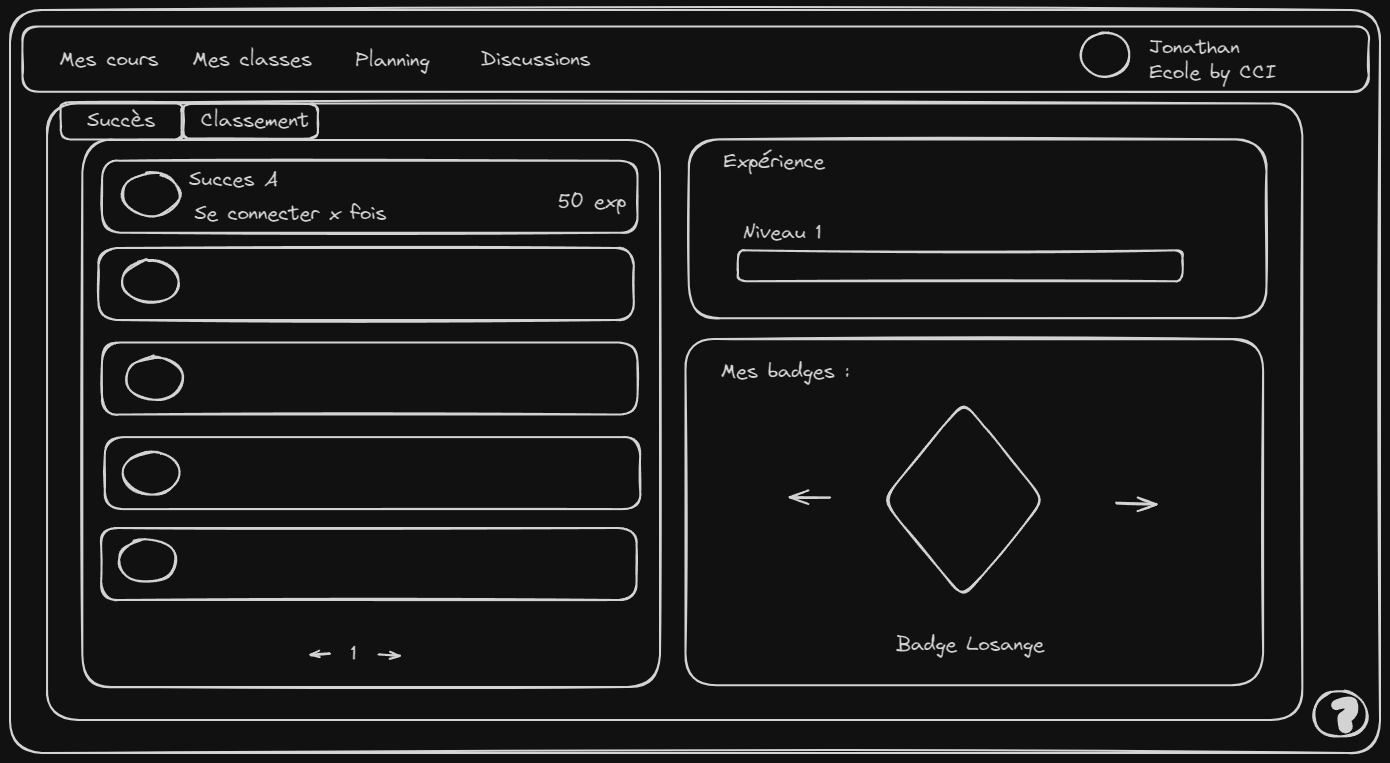 Mes cours Mes classes Planning Discussions
Jonathan
Ecole by CCI
Succès Classement
Succes A
Se connecter x fois
50 exp
1
Expérience
Niveau 1
Mes badges :
Badge Losange
?